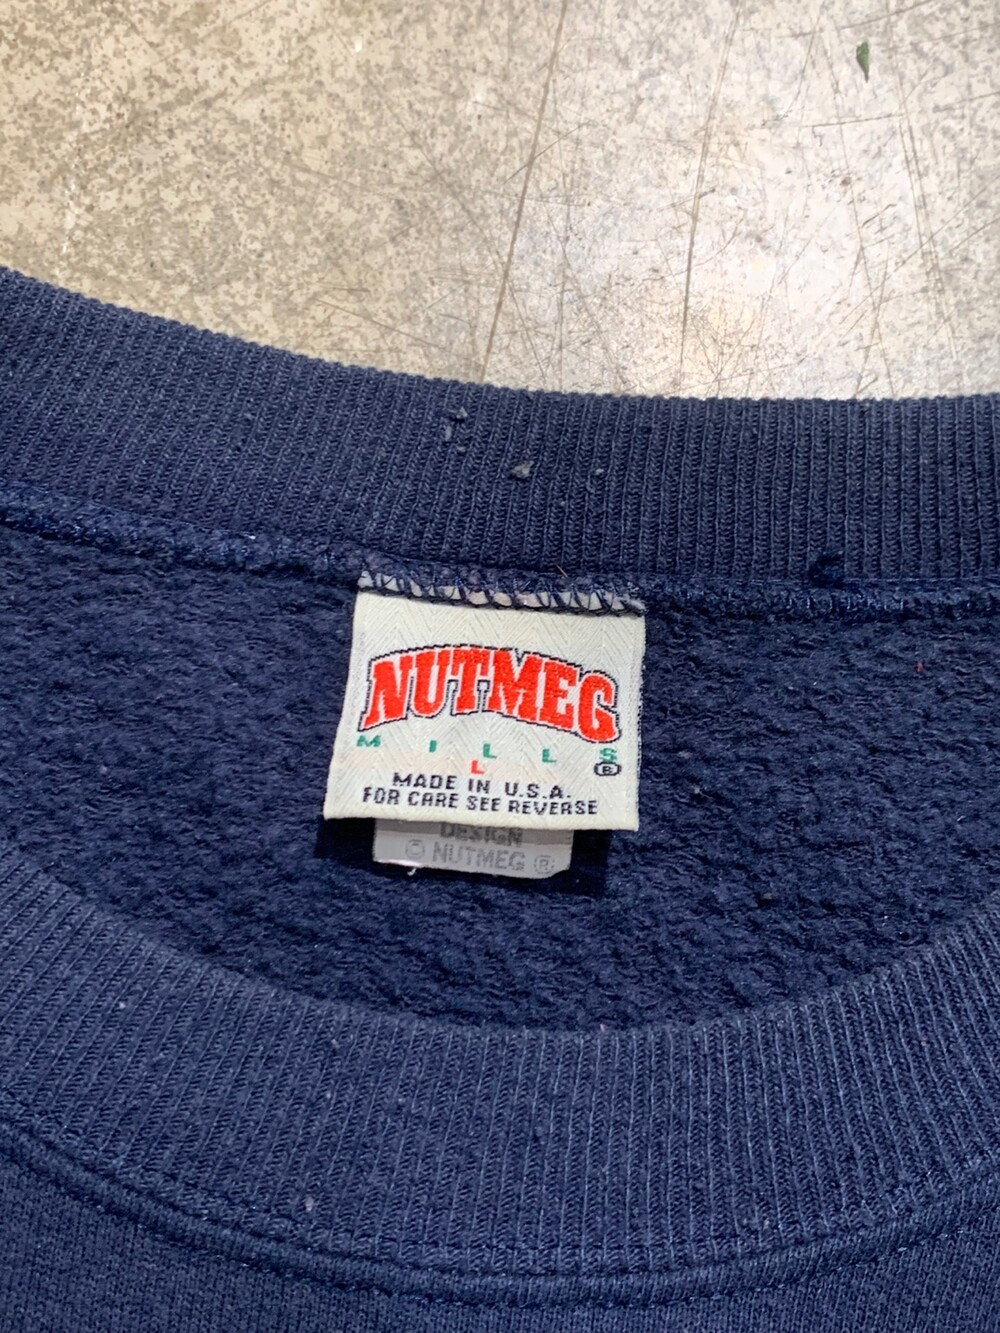 NUTMEG
MILLS ®
L
MADE IN U.S.A.
FOR CARE SEE REVERSE
DESIGN
© NUTMEG ®